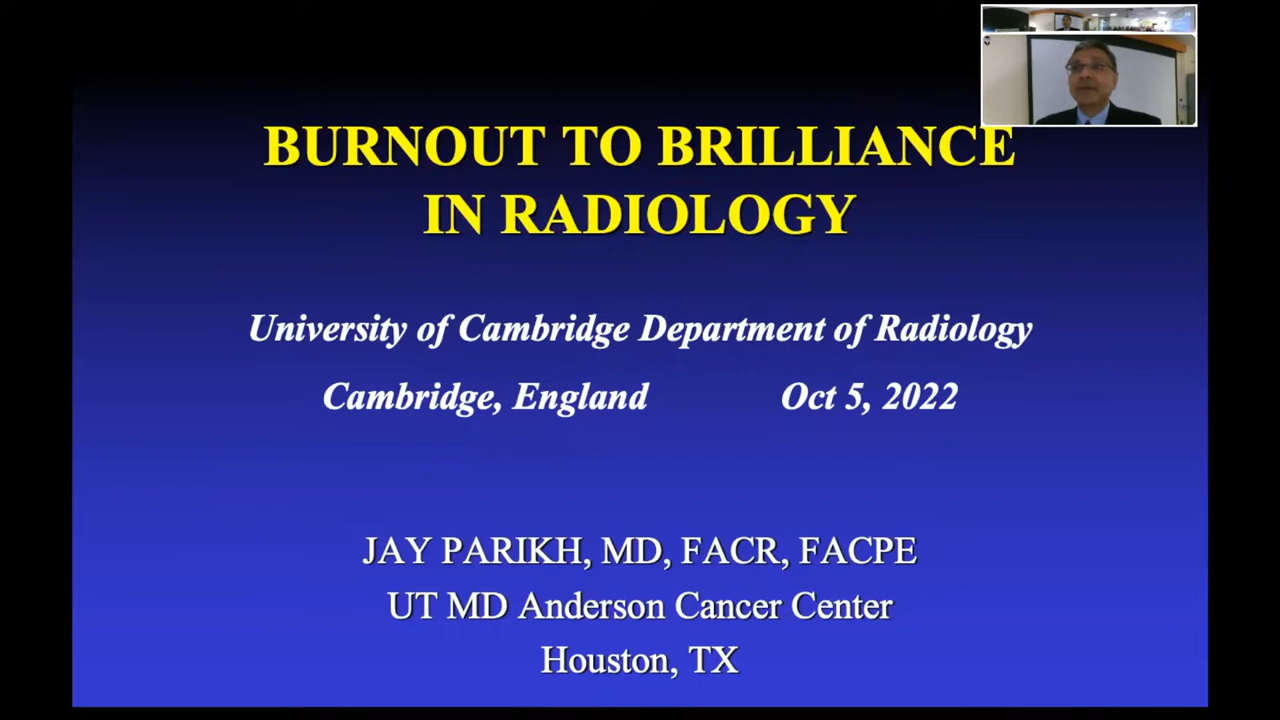 BURNOUT TO BRILLIANCE
IN RADIOLOGY
University of Cambridge Department of Radiology
Cambridge, England Oct 5, 2022
JAY PARIKH, MD, FACR, FACPE
UT MD Anderson Cancer Center
Houston, TX